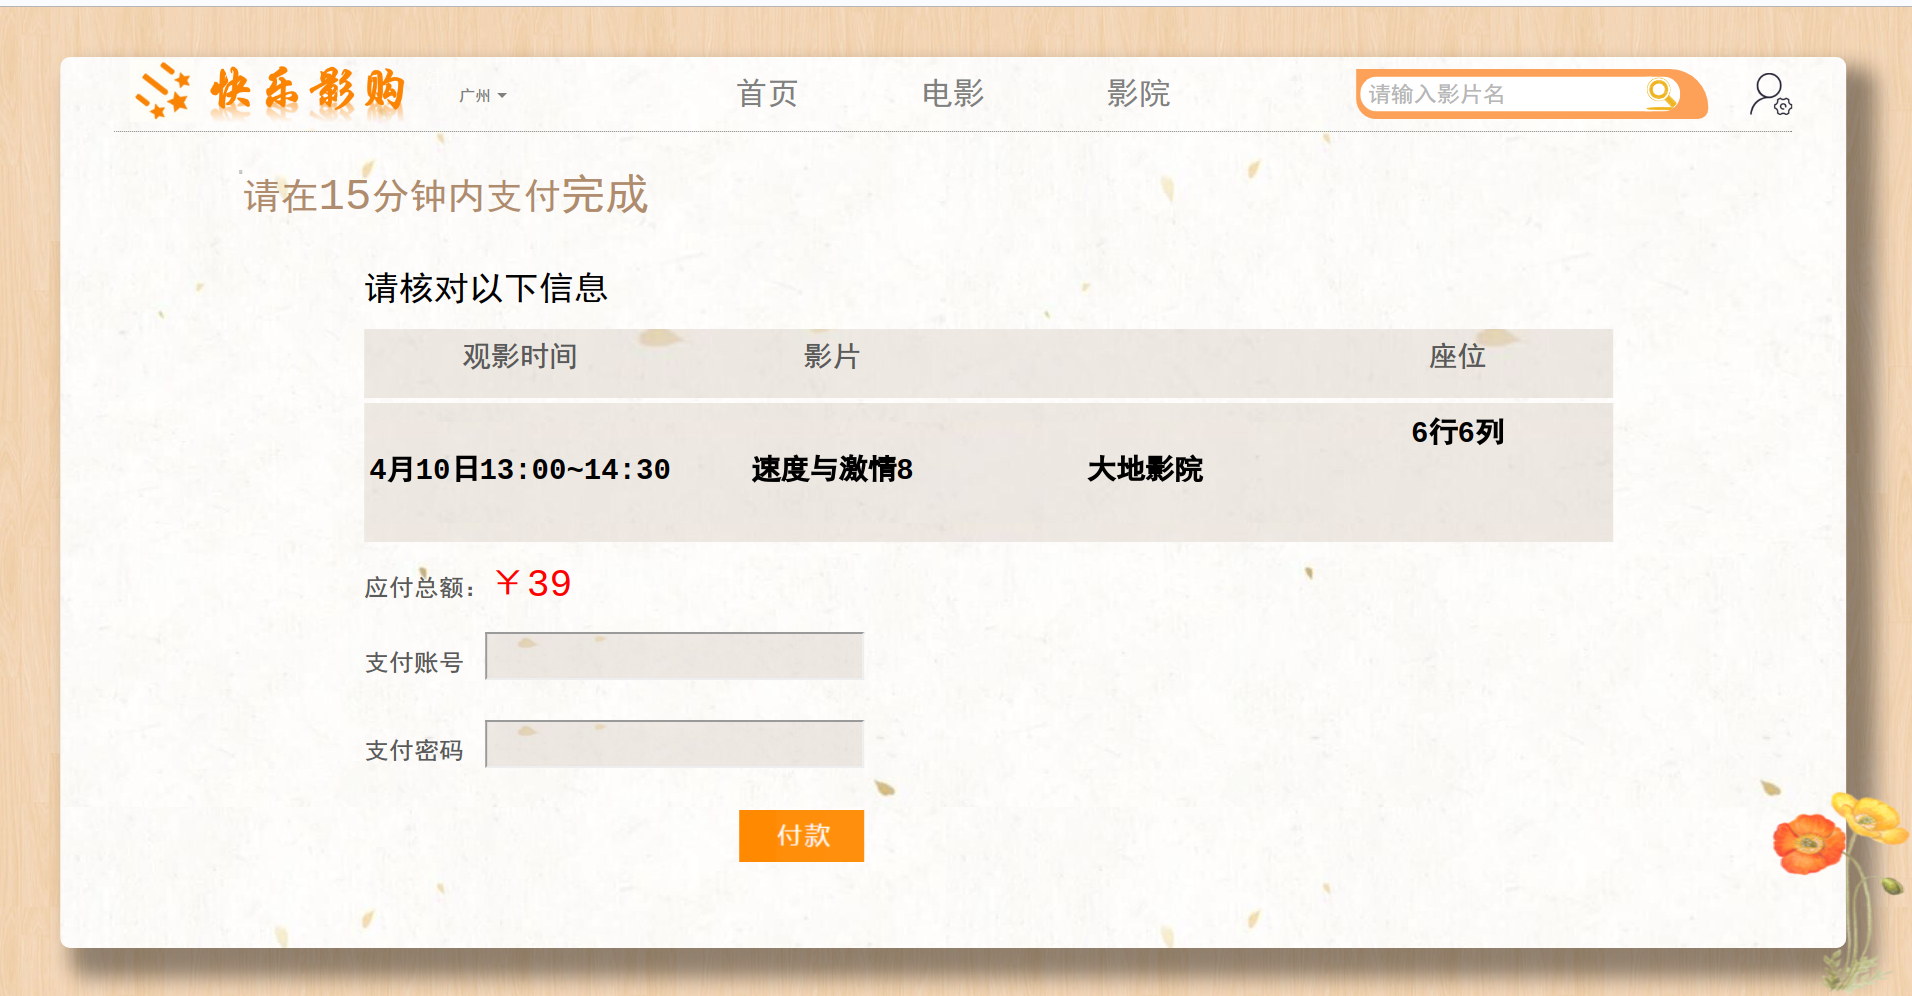 快乐影购
广州
首页
电影
影院
请输入影片名
请在15分钟内支付完成
请核对以下信息
观影时间 影片 座位
6行6列
4月10日13:00~14:30 速度与激情8 大地影院
应付总额：￥39
支付账号
支付密码
付款